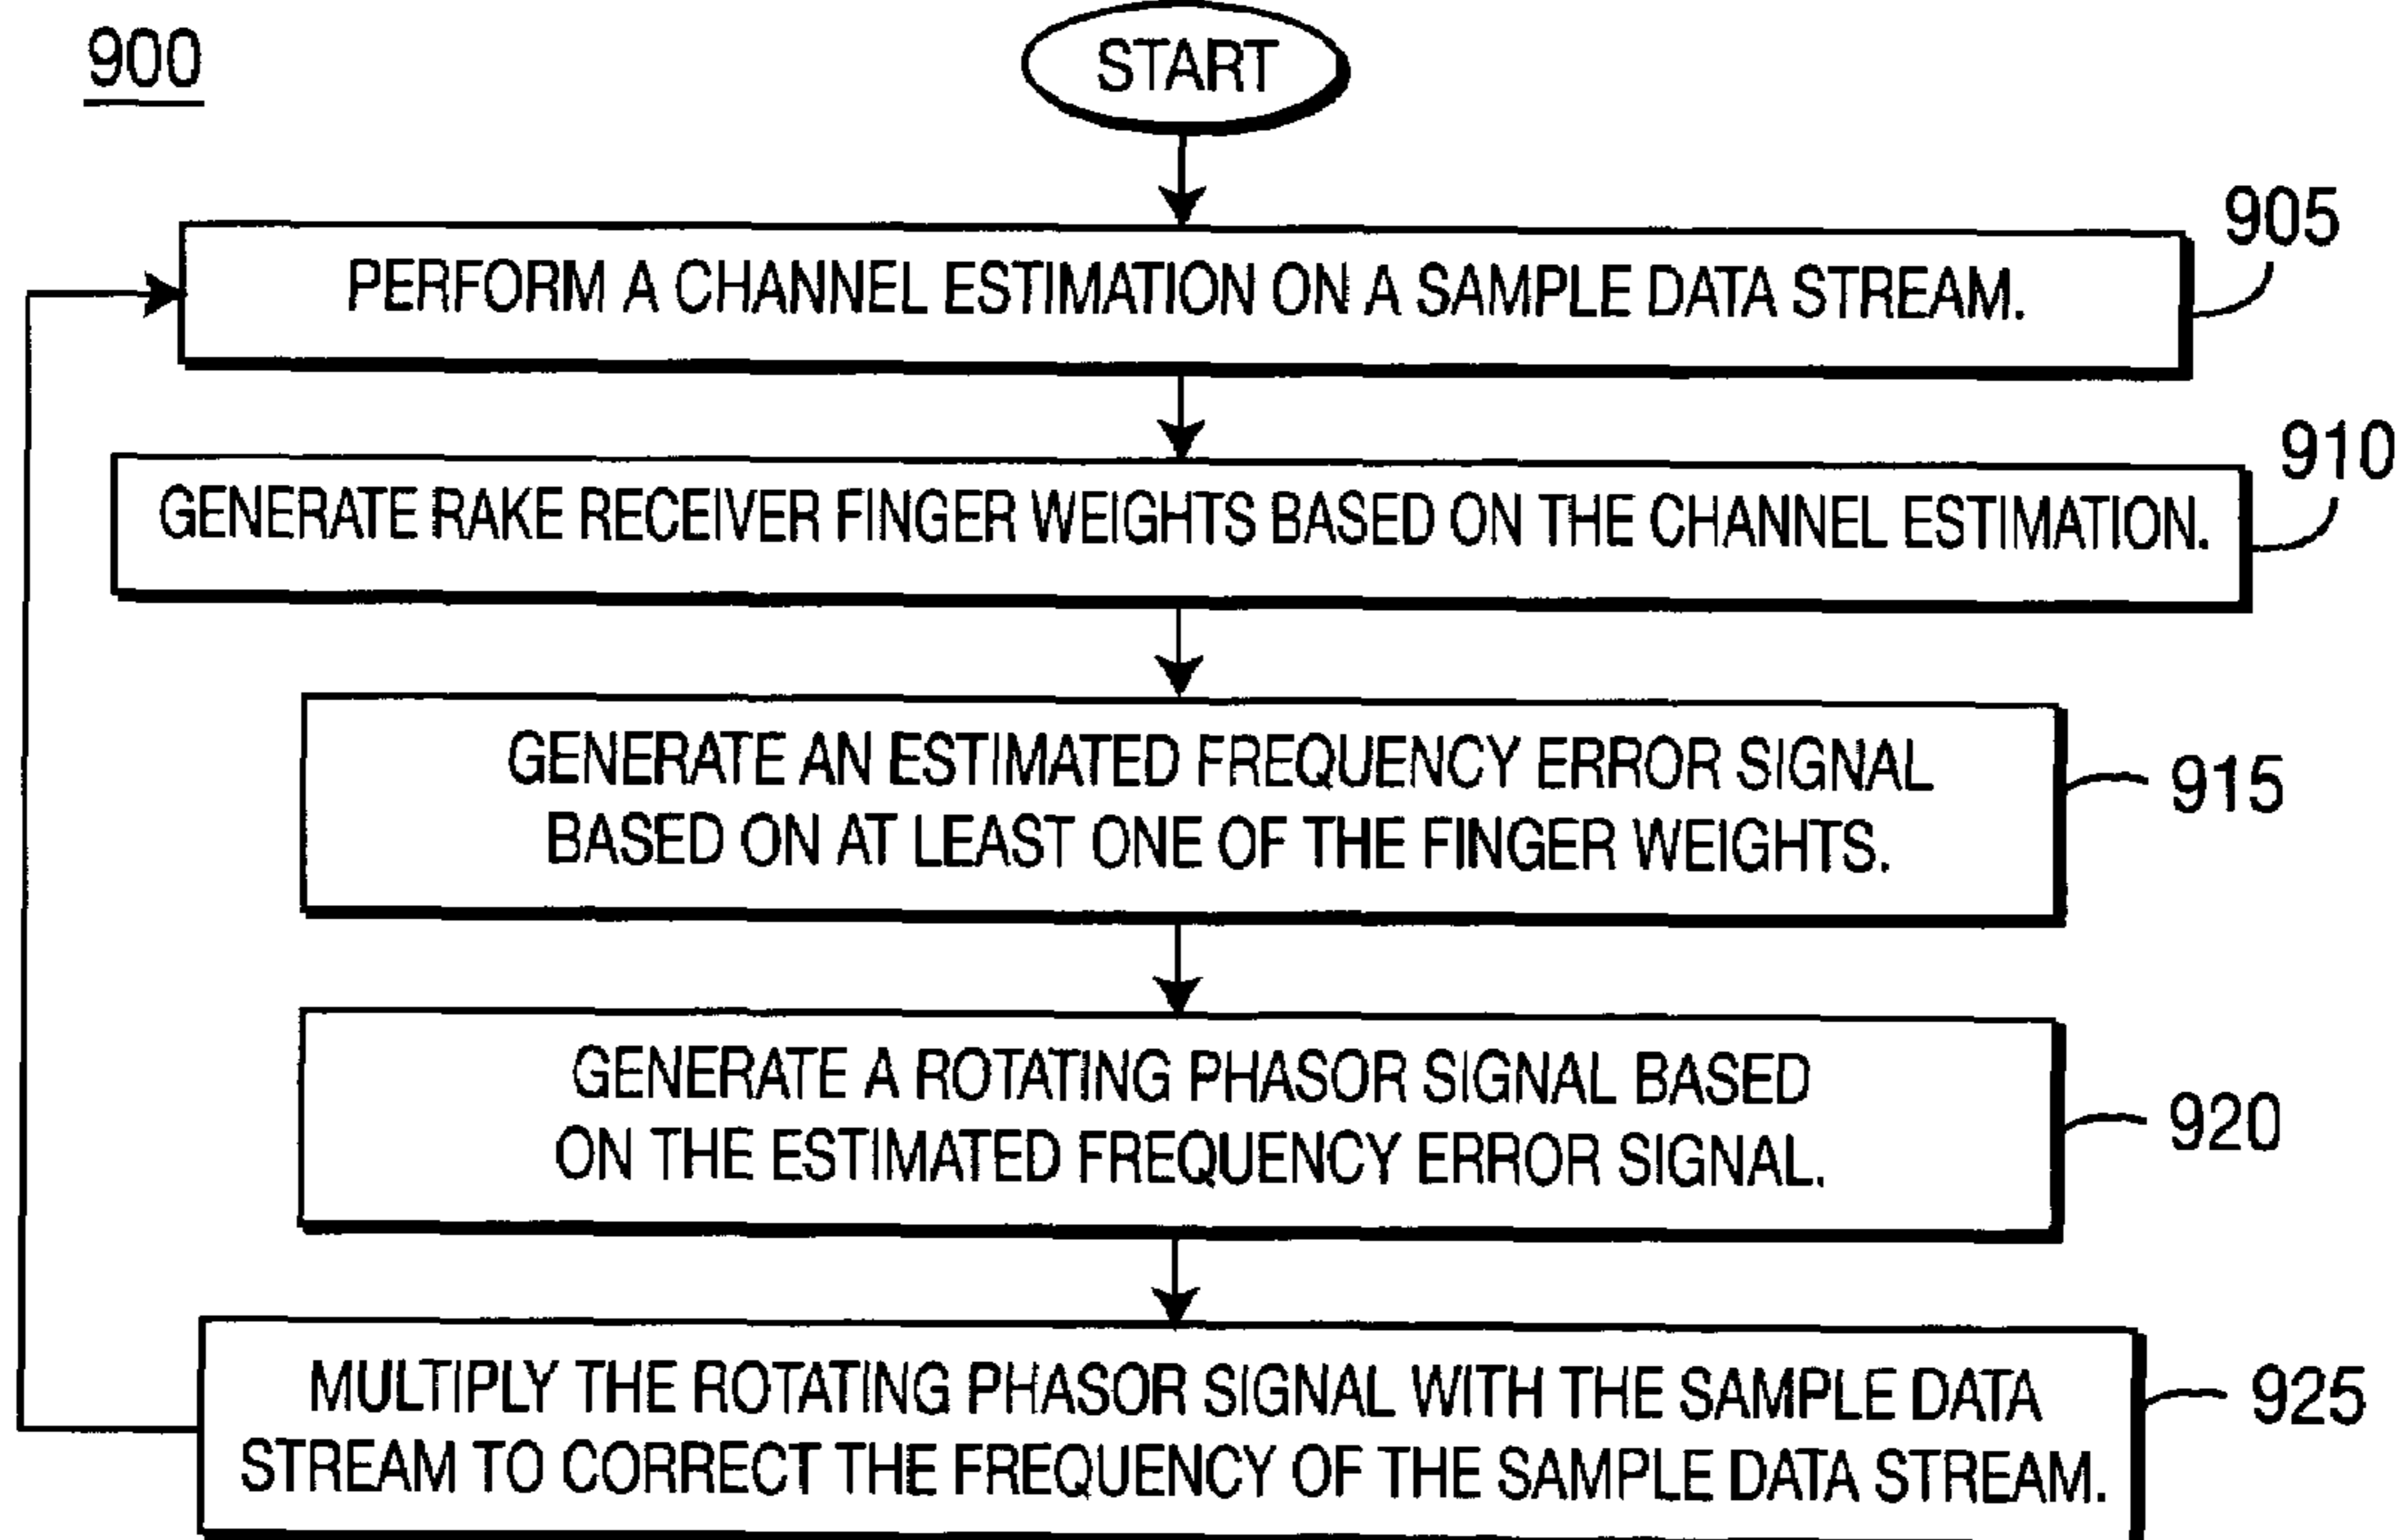 900
START
905
PERFORM A CHANNEL ESTIMATION ON A SAMPLE DATA STREAM.
910
GENERATE RAKE RECEIVER FINGER WEIGHTS BASED ON THE CHANNEL ESTIMATION.
GENERATE AN ESTIMATED FREQUENCY ERROR SIGNAL
BASED ON AT LEAST ONE OF THE FINGER WEIGHTS.
915
GENERATE A ROTATING PHASOR SIGNAL BASED
ON THE ESTIMATED FREQUENCY ERROR SIGNAL.
920
MULTIPLY THE ROTATING PHASOR SIGNAL WITH THE SAMPLE DATA
STREAM TO CORRECT THE FREQUENCY OF THE SAMPLE DATA STREAM.
925